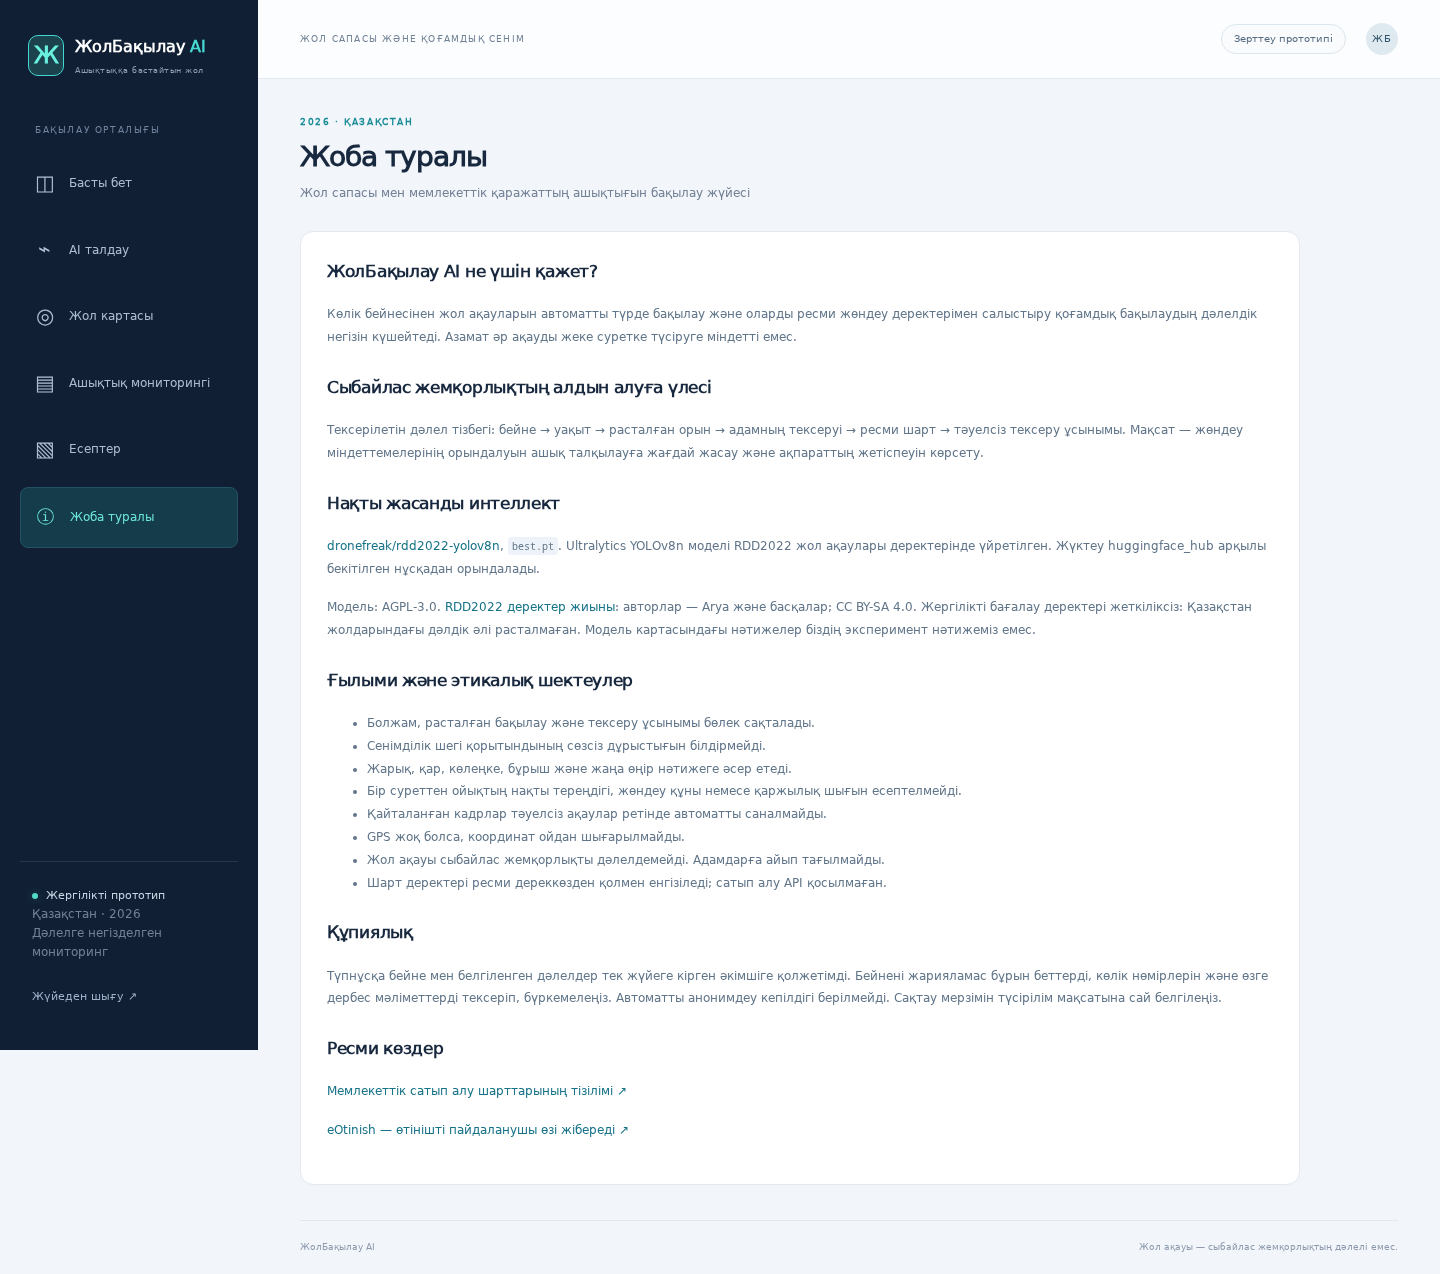 Ж
ЖолБақылау AI
Ашықтыққа бастайтын жол
БАҚЫЛАУ ОРТАЛЫҒЫ
Басты бет
AI талдау
Жол картасы
Ашықтық мониторингі
Есептер
Жоба туралы
Жергілікті прототип
Қазақстан · 2026
Дәлелге негізделген
мониторинг
Жүйеден шығу ↗
ЖОЛ САПАСЫ ЖӘНЕ ҚОҒАМДЫҚ СЕНІМ
Зерттеу прототипі
ЖБ
2026 · ҚАЗАҚСТАН
Жоба туралы
Жол сапасы мен мемлекеттік қаражаттың ашықтығын бақылау жүйесі
ЖолБақылау AI не үшін қажет?
Көлік бейнесінен жол ақауларын автоматты түрде бақылау және оларды ресми жөндеу деректерімен салыстыру қоғамдық бақылаудың дәлелдік
негізін күшейтеді. Азамат әр ақауды жеке суретке түсіруге міндетті емес.
Сыбайлас жемқорлықтың алдын алуға үлесі
Тексерілетін дәлел тізбегі: бейне → уақыт → расталған орын → адамның тексеруі → ресми шарт → тәуелсіз тексеру ұсынымы. Мақсат — жөндеу
міндеттемелерінің орындалуын ашық талқылауға жағдай жасау және ақпараттың жетіспеуін көрсету.
Нақты жасанды интеллект
dronefreak/rdd2022-yolov8n, best.pt. Ultralytics YOLOv8n моделі RDD2022 жол ақаулары деректерінде үйретілген. Жүктеу huggingface_hub арқылы
бекітілген нұсқадан орындалады.
Модель: AGPL-3.0. RDD2022 деректер жиыны: авторлар — Arya және басқалар; CC BY-SA 4.0. Жергілікті бағалау деректері жеткіліксіз: Қазақстан
жолдарындағы дәлдік әлі расталмаған. Модель картасындағы нәтижелер біздің эксперимент нәтижеміз емес.
Ғылыми және этикалық шектеулер
• Болжам, расталған бақылау және тексеру ұсынымы бөлек сақталады.
• Сенімділік шегі қорытындының сөзсіз дұрыстығын білдірмейді.
• Жарық, қар, көлеңке, бұрыш және жаңа өңір нәтижеге әсер етеді.
• Бір суреттен ойықтың нақты тереңдігі, жөндеу құны немесе қаржылық шығын есептелмейді.
• Қайталанған кадрлар тәуелсіз ақаулар ретінде автоматты саналмайды.
• GPS жоқ болса, координат ойдан шығарылмайды.
• Жол ақауы сыбайлас жемқорлықты дәлелдемейді. Адамдарға айып тағылмайды.
• Шарт деректері ресми дереккөзден қолмен енгізіледі; сатып алу API қосылмаған.
Құпиялық
Түпнұсқа бейне мен белгіленген дәлелдер тек жүйеге кірген әкімшіге қолжетімді. Бейнені жарияламас бұрын беттерді, көлік нөмірлерін және өзге
дербес мәліметтерді тексеріп, бүркемелеңіз. Автоматты анонимдеу кепілдігі берілмейді. Сақтау мерзімін түсірілім мақсатына сай белгілеңіз.
Ресми көздер
Мемлекеттік сатып алу шарттарының тізілімі ↗
eOtinish — өтінішті пайдаланушы өзі жібереді ↗
ЖолБақылау AI
Жол ақауы — сыбайлас жемқорлықтың дәлелі емес.